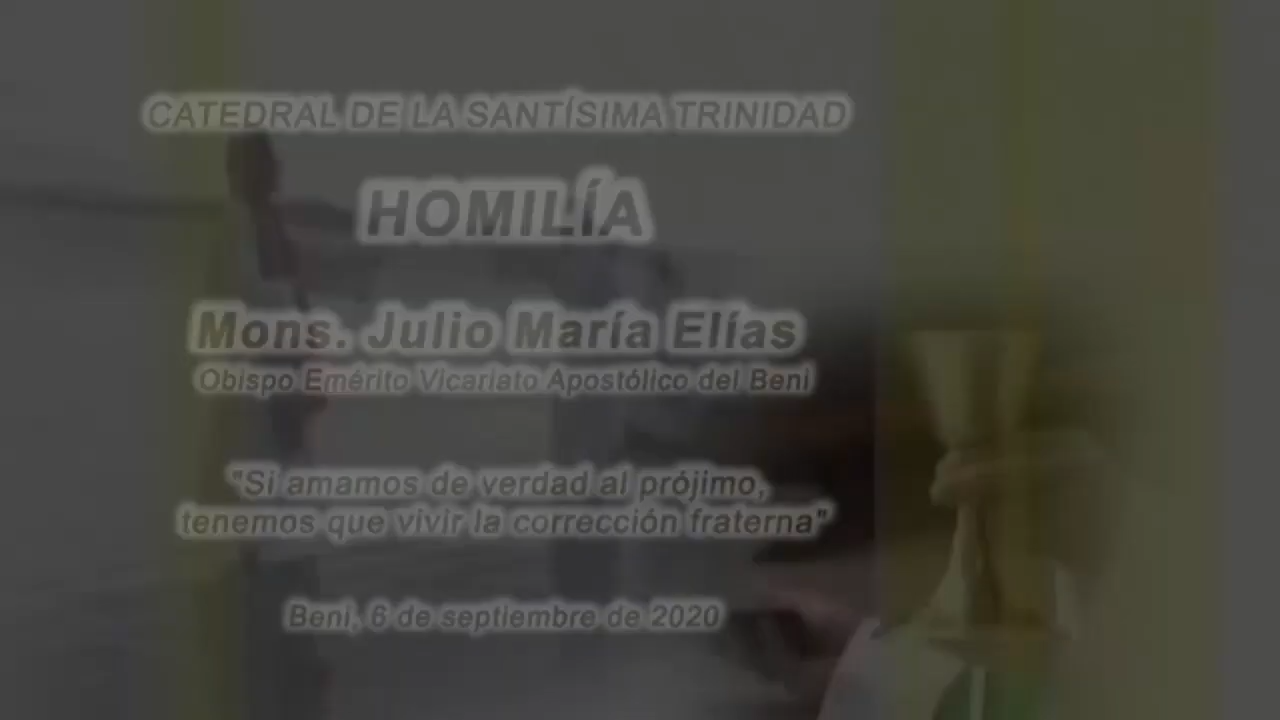 CATEDRAL DE LA SANTÍSIMA TRINIDAD
HOMILÍA
Mons. Julio María Elías
Obispo Emérito Vicariato Apostólico del Beni
"Si amamos de verdad al prójimo,
tenemos que vivir la corrección fraterna"
Beni, 6 de septiembre de 2020